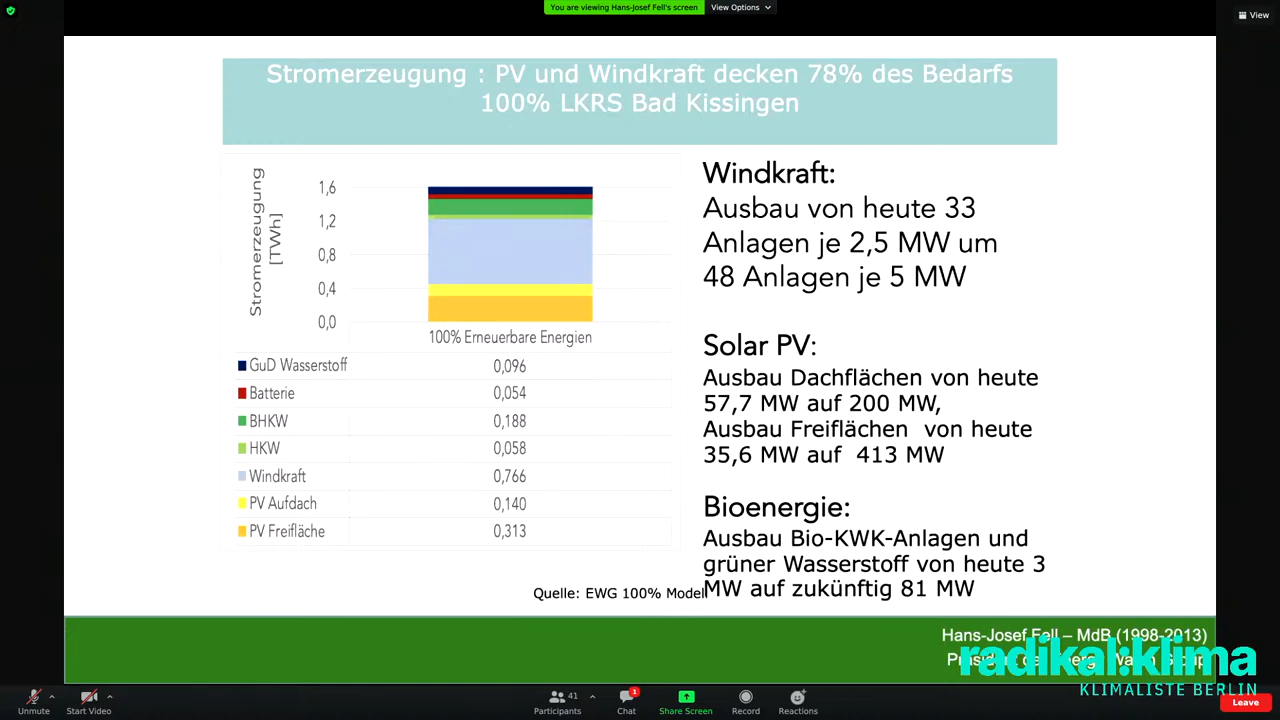 You are viewing Hans-Josef Fell's screen
View Options
View
Stromerzeugung : PV und Windkraft decken 78% des Bedarfs
100% LKRS Bad Kissingen
Stromerzeugung
[TWh]
1,6
1,2
0,8
0,4
0,0
100% Erneuerbare Energien
GuD Wasserstoff 0,096
Batterie 0,054
BHKW 0,188
HKW 0,058
Windkraft 0,766
PV Aufdach 0,140
PV Freifläche 0,313
Quelle: EWG 100% Model
Windkraft:
Ausbau von heute 33
Anlagen je 2,5 MW um
48 Anlagen je 5 MW
Solar PV:
Ausbau Dachflächen von heute
57,7 MW auf 200 MW,
Ausbau Freiflächen von heute
35,6 MW auf 413 MW
Bioenergie:
Ausbau Bio-KWK-Anlagen und
grüner Wasserstoff von heute 3
MW auf zukünftig 81 MW
Hans-Josef Fell – MdB (1998-2013)
radikal:klima
KLIMALISTE BERLIN
Unmute
Start Video
41
Participants
1
Chat
Share Screen
Record
Reactions
Leave